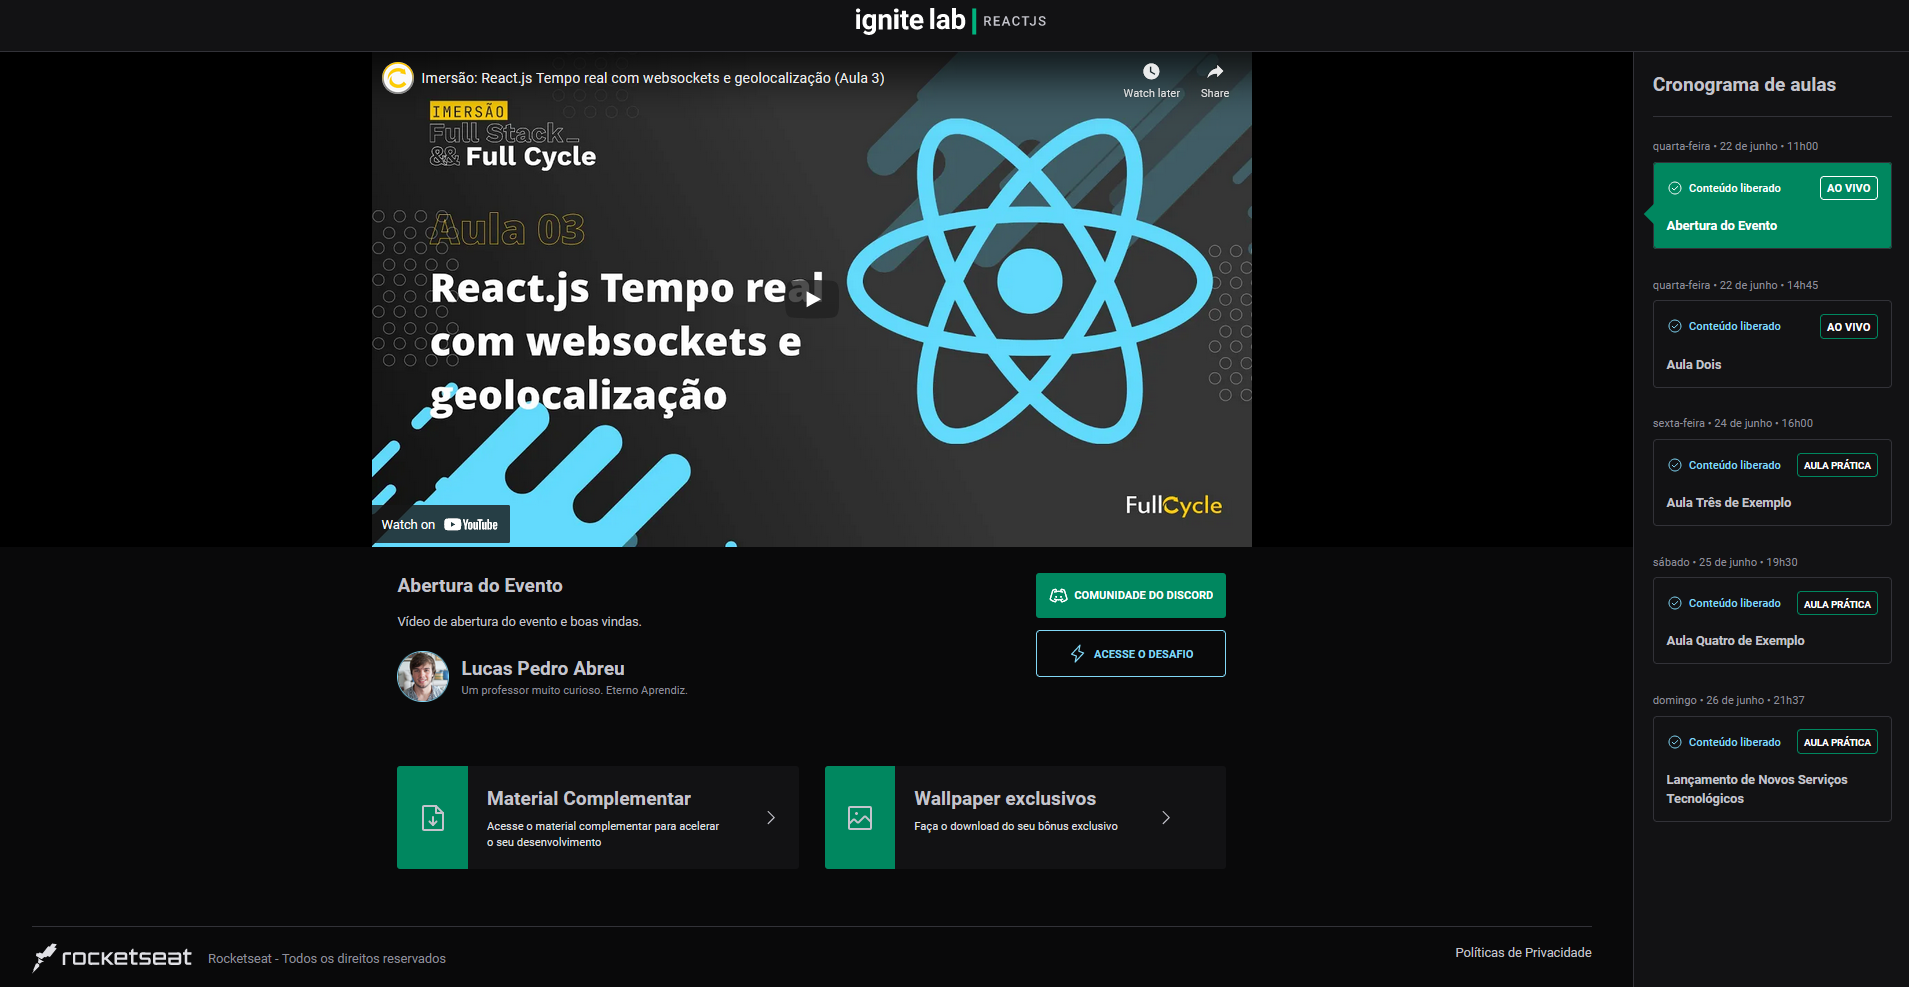 ignite lab | REACTJS
Imersão: React.js Tempo real com websockets e geolocalização (Aula 3)
Watch later
Share
IMERSÃO
Full Stack_
&& Full Cycle
Aula 03
React.js Tempo real
com websockets e
geolocalização
FullCycle
Watch on YouTube
Abertura do Evento
Vídeo de abertura do evento e boas vindas.
Lucas Pedro Abreu
Um professor muito curioso. Eterno Aprendiz.
COMUNIDADE DO DISCORD
ACESSE O DESAFIO
Material Complementar
Acesse o material complementar para acelerar
o seu desenvolvimento
Wallpaper exclusivos
Faça o download do seu bônus exclusivo
Cronograma de aulas
quarta-feira • 22 de junho • 11h00
Conteúdo liberado AO VIVO
Abertura do Evento
quarta-feira • 22 de junho • 14h45
Conteúdo liberado AO VIVO
Aula Dois
sexta-feira • 24 de junho • 16h00
Conteúdo liberado AULA PRÁTICA
Aula Três de Exemplo
sábado • 25 de junho • 19h30
Conteúdo liberado AULA PRÁTICA
Aula Quatro de Exemplo
domingo • 26 de junho • 21h37
Conteúdo liberado AULA PRÁTICA
Lançamento de Novos Serviços
Tecnológicos
rocketseat
Rocketseat - Todos os direitos reservados
Políticas de Privacidade